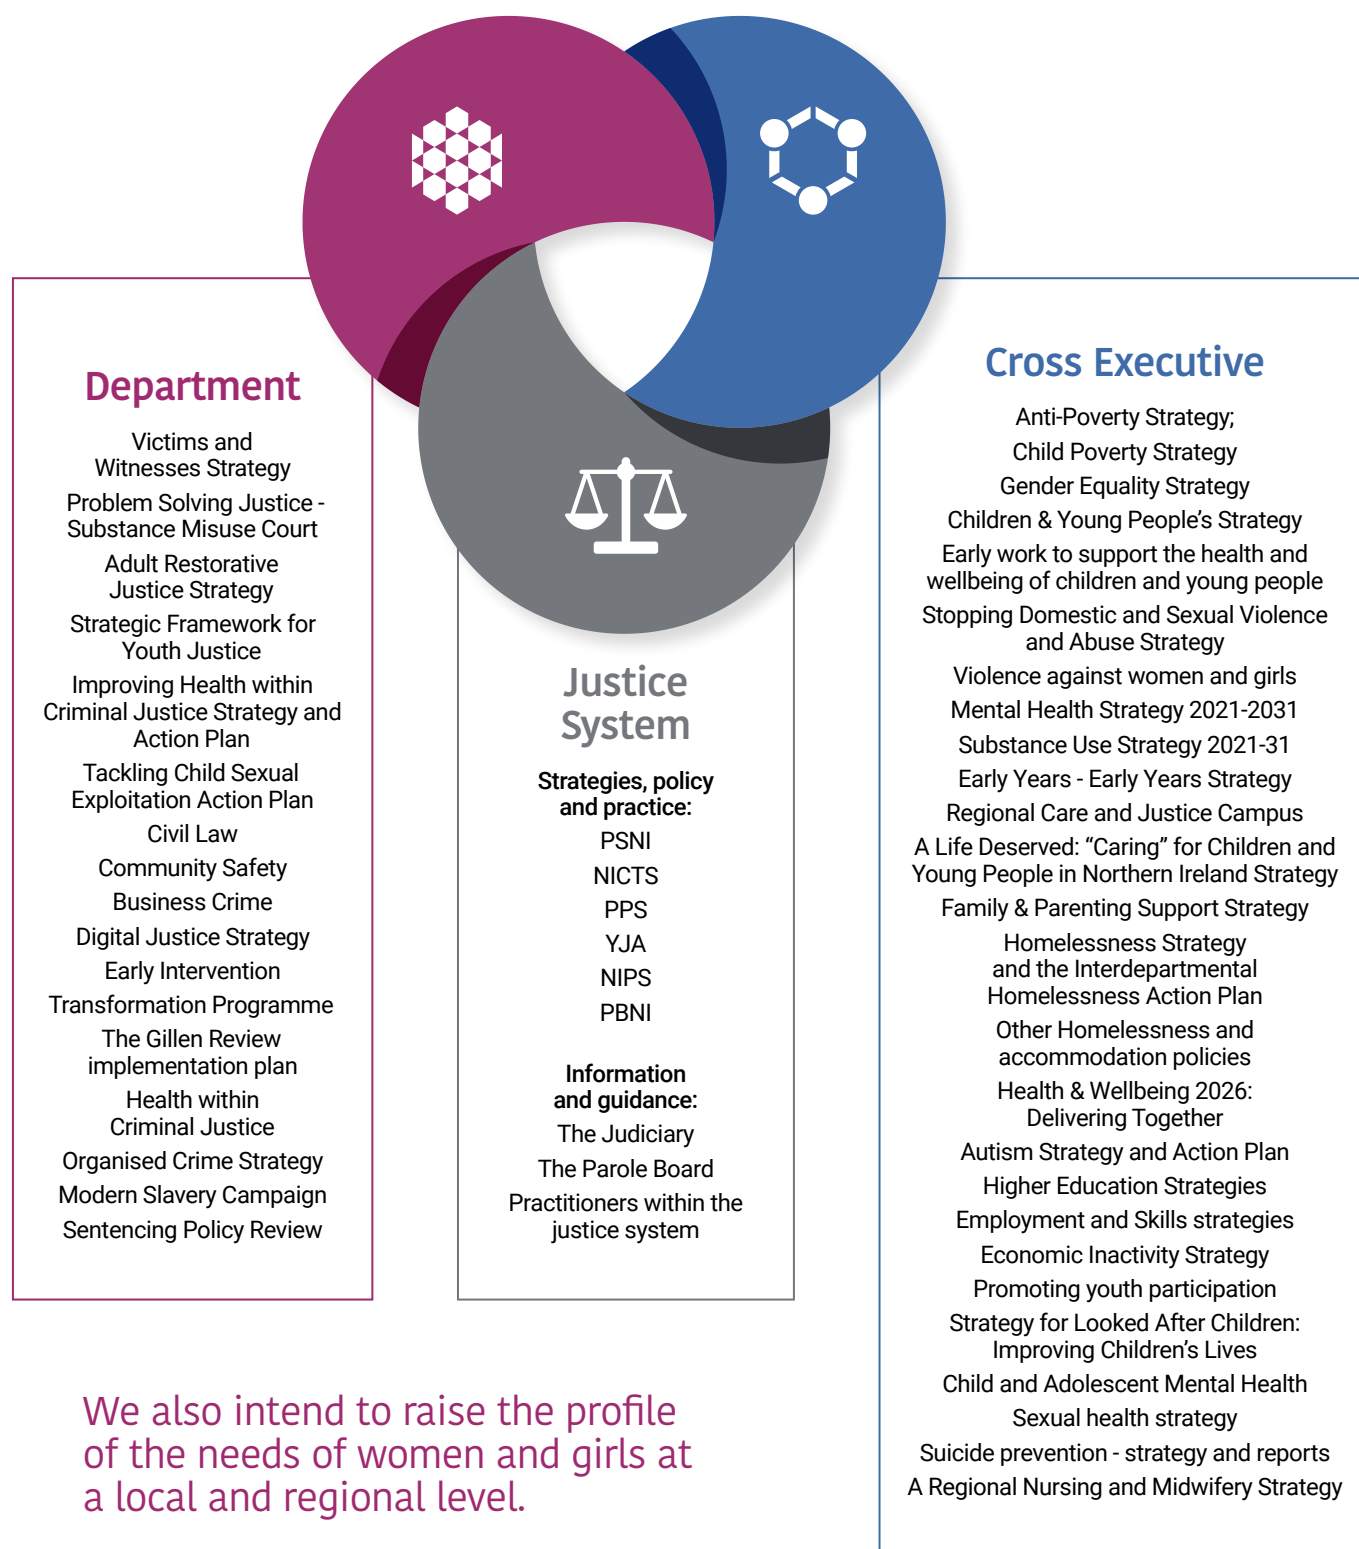 Department
Victims and
Witnesses Strategy
Problem Solving Justice -
Substance Misuse Court
Adult Restorative
Justice Strategy
Strategic Framework for
Youth Justice
Improving Health within
Criminal Justice Strategy and
Action Plan
Tackling Child Sexual
Exploitation Action Plan
Civil Law
Community Safety
Business Crime
Digital Justice Strategy
Early Intervention
Transformation Programme
The Gillen Review
implementation plan
Health within
Criminal Justice
Organised Crime Strategy
Modern Slavery Campaign
Sentencing Policy Review
Justice
System
Strategies, policy
and practice:
PSNI
NICTS
PPS
YJA
NIPS
PBNI
Information
and guidance:
The Judiciary
The Parole Board
Practitioners within the
justice system
Cross Executive
Anti-Poverty Strategy;
Child Poverty Strategy
Gender Equality Strategy
Children & Young People’s Strategy
Early work to support the health and
wellbeing of children and young people
Stopping Domestic and Sexual Violence
and Abuse Strategy
Violence against women and girls
Mental Health Strategy 2021-2031
Substance Use Strategy 2021-31
Early Years - Early Years Strategy
Regional Care and Justice Campus
A Life Deserved: “Caring” for Children and
Young People in Northern Ireland Strategy
Family & Parenting Support Strategy
Homelessness Strategy
and the Interdepartmental
Homelessness Action Plan
Other Homelessness and
accommodation policies
Health & Wellbeing 2026:
Delivering Together
Autism Strategy and Action Plan
Higher Education Strategies
Employment and Skills strategies
Economic Inactivity Strategy
Promoting youth participation
Strategy for Looked After Children:
Improving Children’s Lives
Child and Adolescent Mental Health
Sexual health strategy
Suicide prevention - strategy and reports
A Regional Nursing and Midwifery Strategy
We also intend to raise the profile
of the needs of women and girls at
a local and regional level.